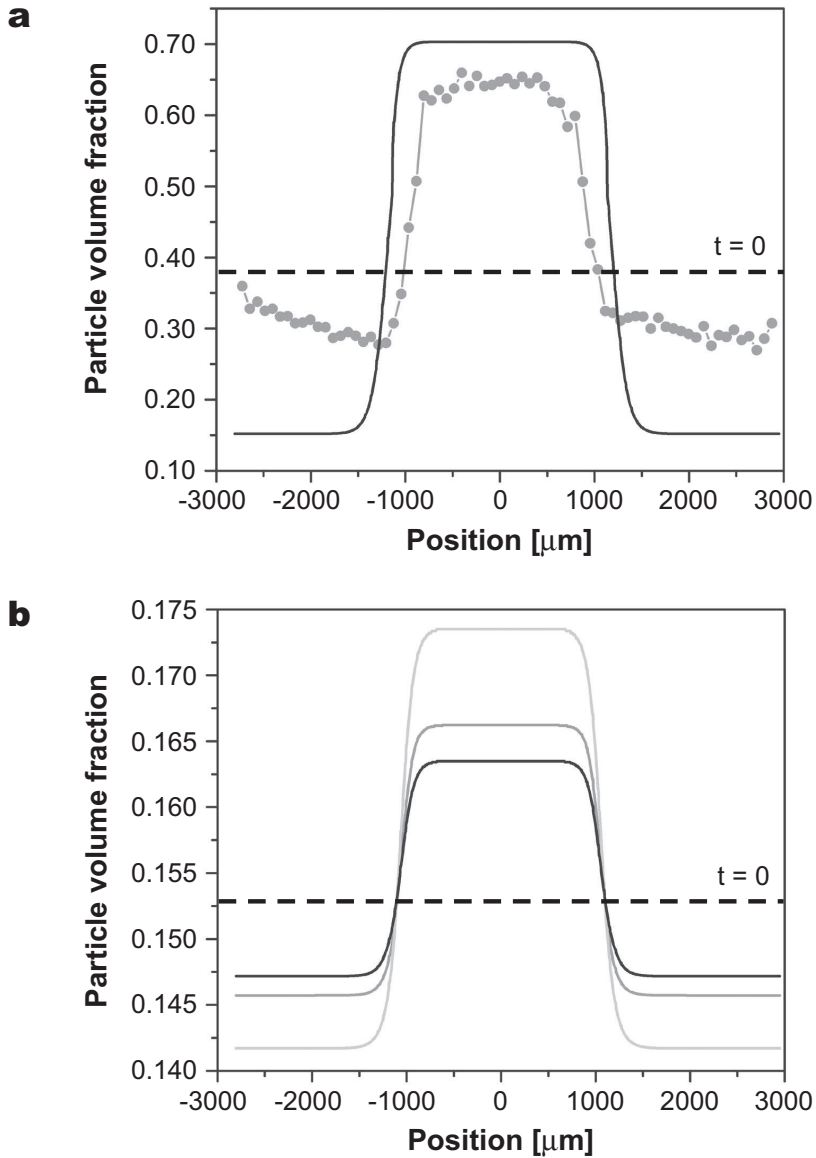 a
0.70
0.60
0.50
0.40
0.30
0.20
0.10
Particle volume fraction
t = 0
-3000 -2000 -1000 0 1000 2000 3000
Position [μm]
b
0.175
0.170
0.165
0.160
0.155
0.150
0.145
0.140
Particle volume fraction
t = 0
-3000 -2000 -1000 0 1000 2000 3000
Position [μm]